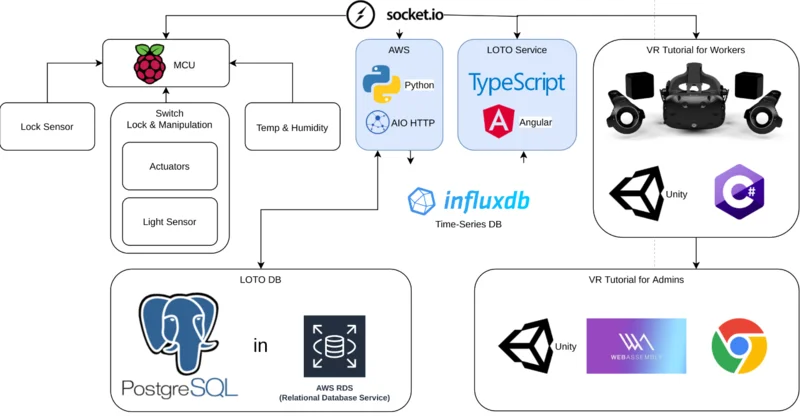 socket.io
MCU
Lock Sensor
Switch
Lock & Manipulation
Actuators
Light Sensor
Temp & Humidity
AWS
Python
AIO HTTP
LOTO Service
TypeScript
Angular
VR Tutorial for Workers
Unity
C#
influxdb
Time-Series DB
LOTO DB
PostgreSQL
in
AWS RDS
(Relational Database Service)
VR Tutorial for Admins
Unity
WEBASSEMBLY